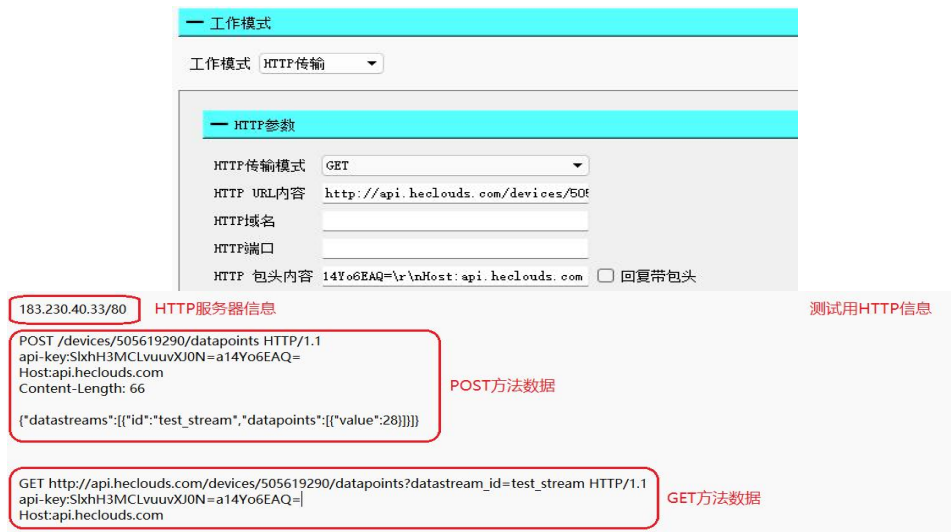 工作模式
工作模式 HTTP传输
HTTP参数
HTTP传输模式 GET
HTTP URL内容 http://api.heclouds.com/devices/505
HTTP域名
HTTP端口
HTTP 包头内容 14Yo6EAQ=\r\nHost:api.heclouds.com 回复带包头
183.230.40.33/80 HTTP服务器信息 测试用HTTP信息
POST /devices/505619290/datapoints HTTP/1.1
api-key:SlxhH3MCLvuuvXJ0N=a14Yo6EAQ=
Host:api.heclouds.com
Content-Length: 66
POST方法数据
{"datastreams":[{"id":"test_stream","datapoints":[{"value":28}]}]}
GET http://api.heclouds.com/devices/505619290/datapoints?datastream_id=test_stream HTTP/1.1
api-key:SlxhH3MCLvuuvXJ0N=a14Yo6EAQ=
GET方法数据
Host:api.heclouds.com